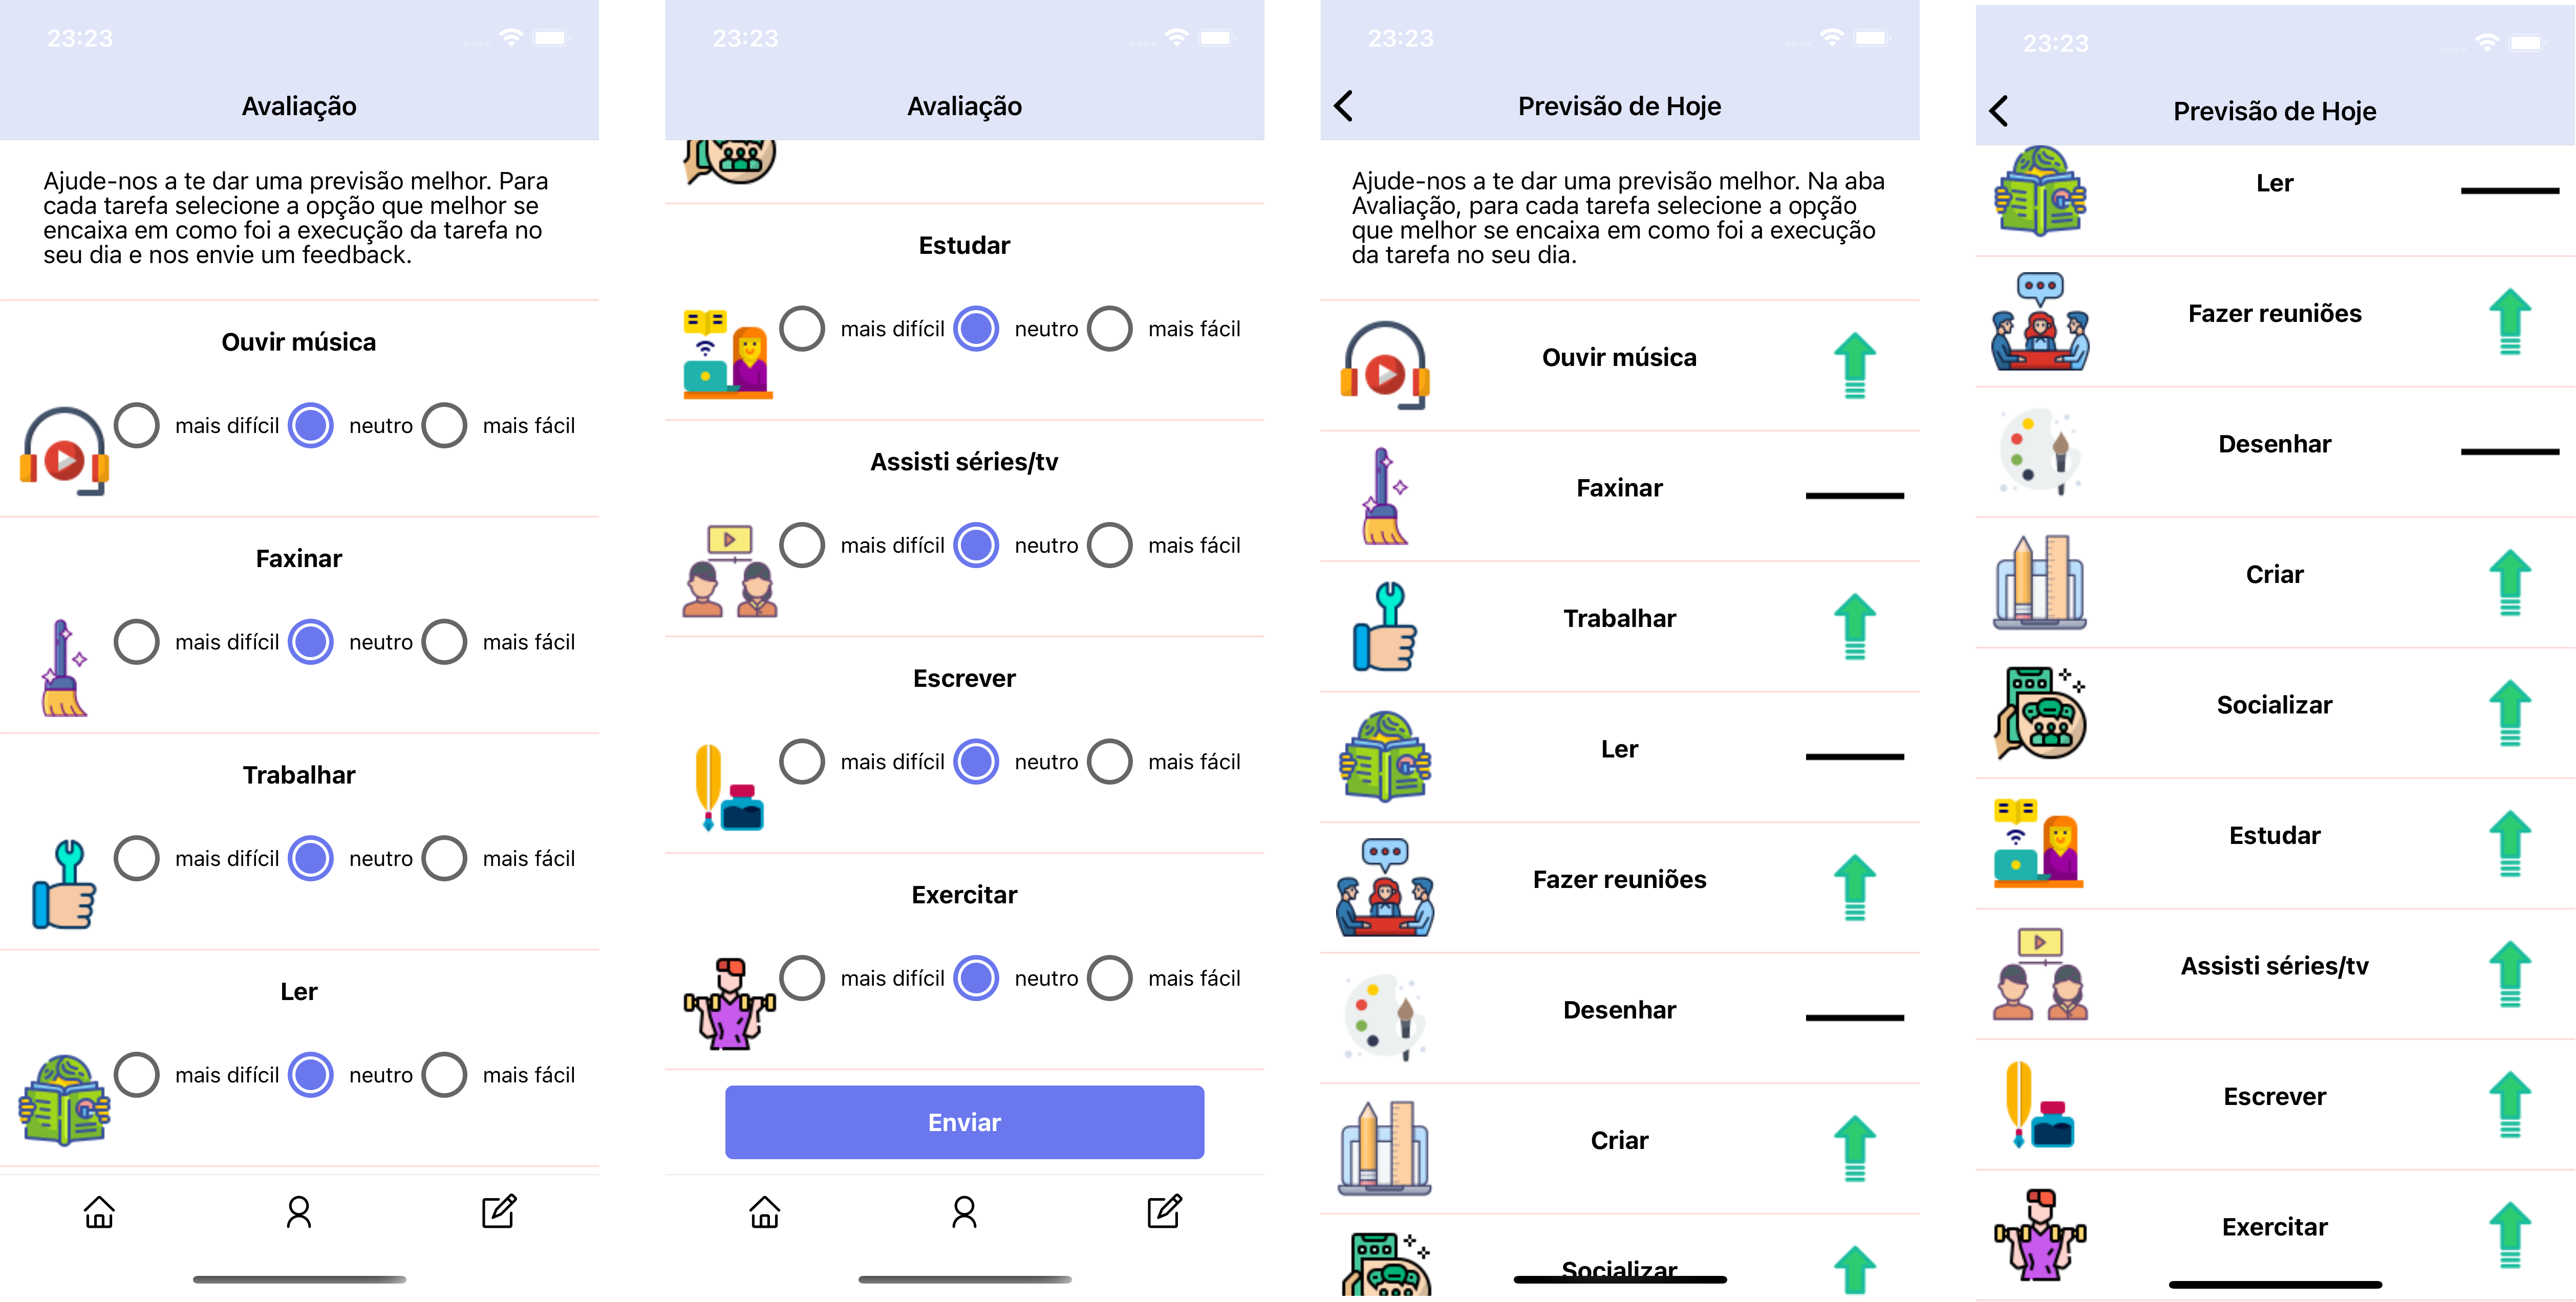 23:23
Avaliação
Ajude-nos a te dar uma previsão melhor. Para
cada tarefa selecione a opção que melhor se
encaixa em como foi a execução da tarefa no
seu dia e nos envie um feedback.
Ouvir música
mais difícil neutro mais fácil
Faxinar
mais difícil neutro mais fácil
Trabalhar
mais difícil neutro mais fácil
Ler
mais difícil neutro mais fácil
23:23
Avaliação
Estudar
mais difícil neutro mais fácil
Assisti séries/tv
mais difícil neutro mais fácil
Escrever
mais difícil neutro mais fácil
Exercitar
mais difícil neutro mais fácil
Enviar
23:23
Previsão de Hoje
Ajude-nos a te dar uma previsão melhor. Na aba
Avaliação, para cada tarefa selecione a opção
que melhor se encaixa em como foi a execução
da tarefa no seu dia.
Ouvir música
Faxinar
Trabalhar
Ler
Fazer reuniões
Desenhar
Criar
Socializar
23:23
Previsão de Hoje
Ler
Fazer reuniões
Desenhar
Criar
Socializar
Estudar
Assisti séries/tv
Escrever
Exercitar